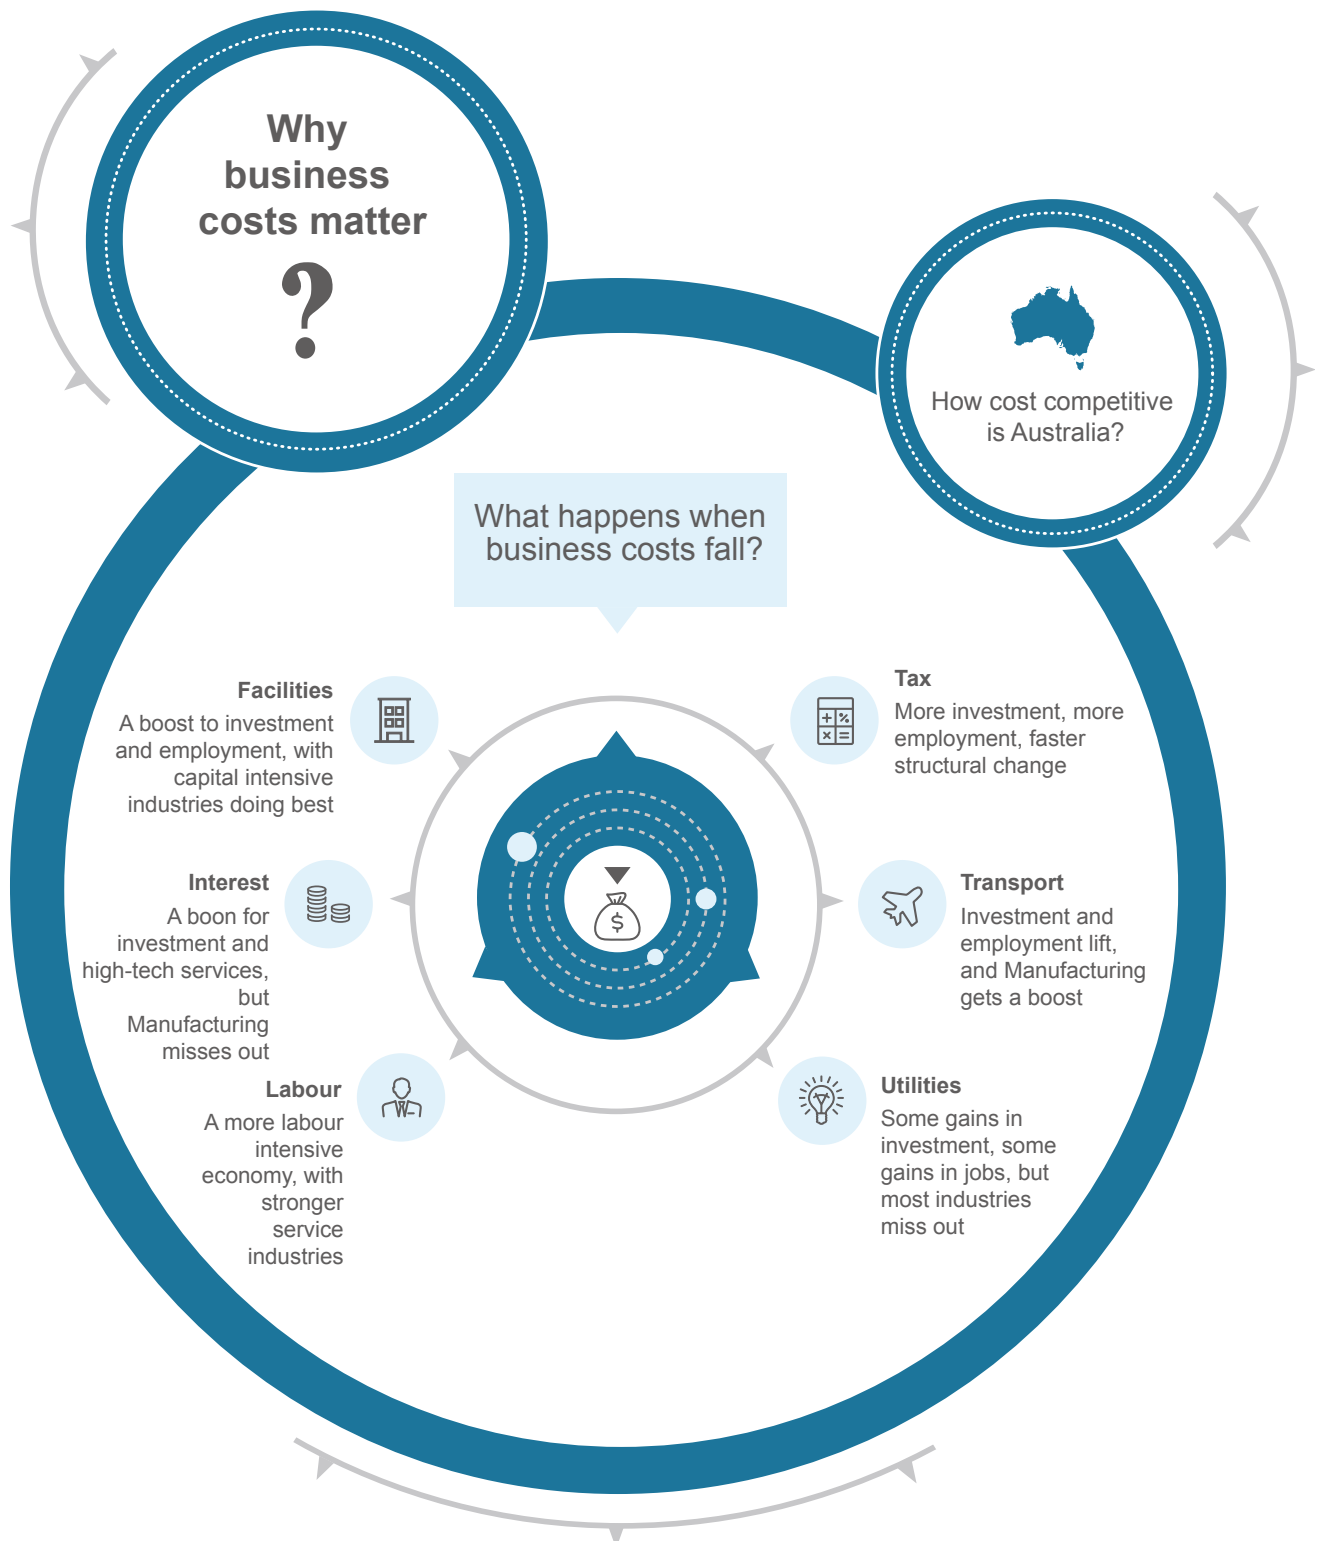 Why
business
costs matter
?
How cost competitive
is Australia?
What happens when
business costs fall?
Facilities
A boost to investment
and employment, with
capital intensive
industries doing best
Interest
A boon for
investment and
high-tech services,
but
Manufacturing
misses out
Labour
A more labour
intensive
economy, with
stronger
service
industries
$
Tax
More investment, more
employment, faster
structural change
Transport
Investment and
employment lift,
and Manufacturing
gets a boost
Utilities
Some gains in
investment, some
gains in jobs, but
most industries
miss out